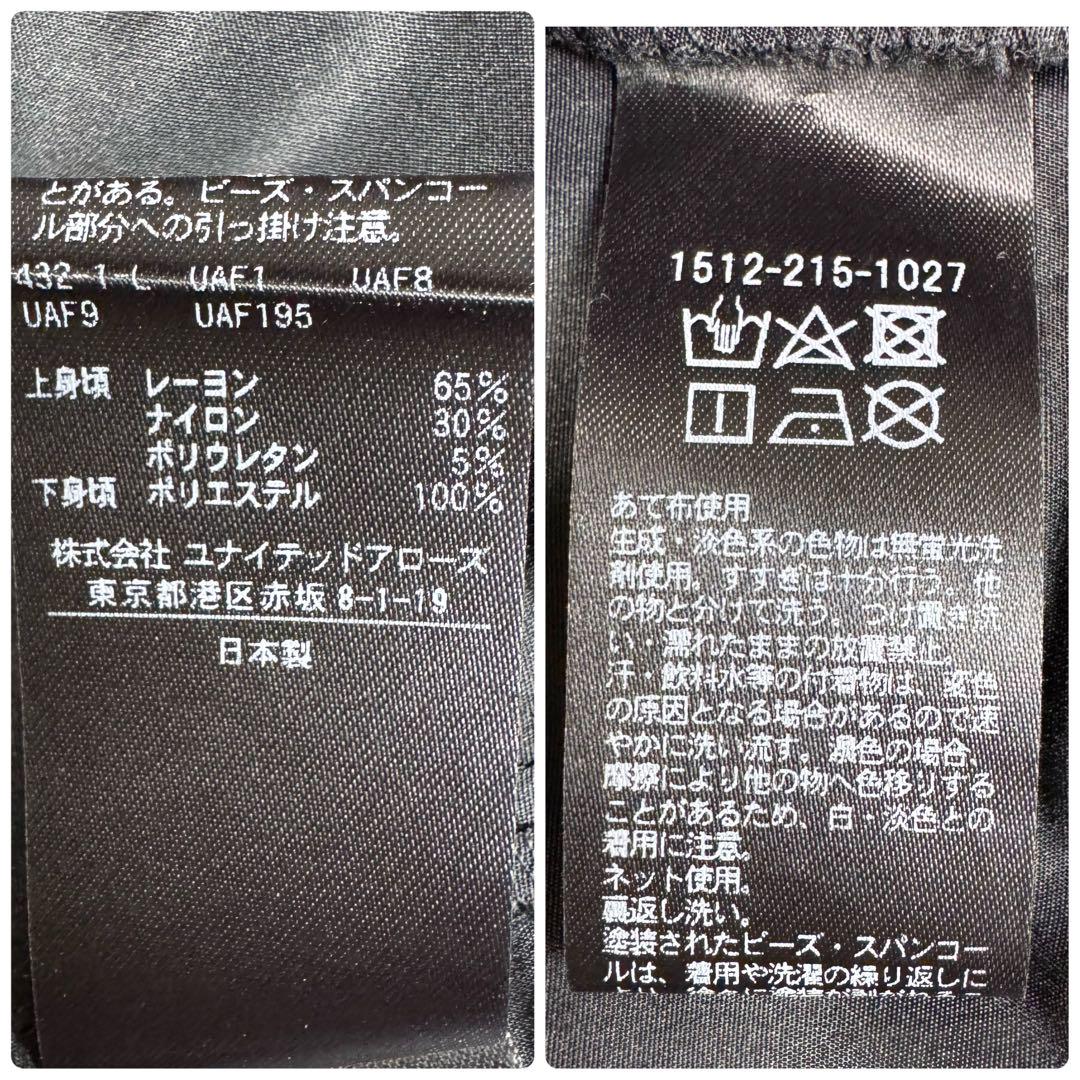 とがある。ビーズ・スパンコー
ル部分への引っ掛け注意。
432 1 L UAF1 UAF8
UAF9 UAF195
上身頃 レーヨン 65%
ナイロン 30%
ポリウレタン 5%
下身頃 ポリエステル 100%
株式会社 ユナイテッドアローズ
東京都港区赤坂 8-1-19
日本製
1512-215-1027
あて布使用
生成・淡色系の色物は無蛍光洗
剤使用。すすぎは十分行う。他
の物と分けて洗う。つけ置き洗
い・濡れたままの放置禁止。
汗・飲料水等の付着物は、変色
の原因となる場合があるので速
やかに洗い流す。濃色の場合、
摩擦により他の物へ色移りする
ことがあるため、白・淡色との
着用に注意。
ネット使用。
裏返し洗い。
塗装されたビーズ・スパンコー
ルは、着用や洗濯の繰り返しに